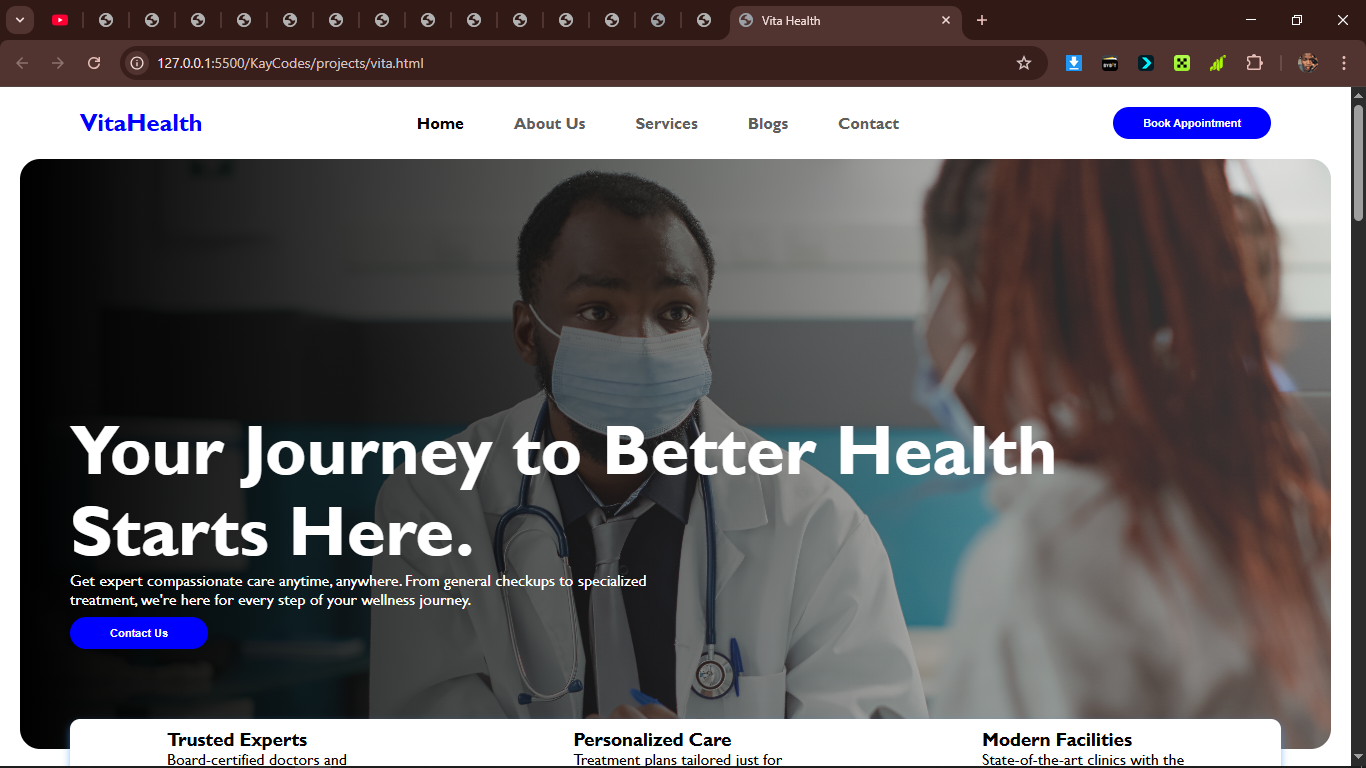 Vita Health
127.0.0.1:5500/KayCodes/projects/vita.html
VitaHealth
Home
About Us
Services
Blogs
Contact
Book Appointment
Your Journey to Better Health
Starts Here.
Get expert compassionate care anytime, anywhere. From general checkups to specialized
treatment, we're here for every step of your wellness journey.
Contact Us
Trusted Experts
Personalized Care
Modern Facilities
Board-certified doctors and
Treatment plans tailored just for
State-of-the-art clinics with the